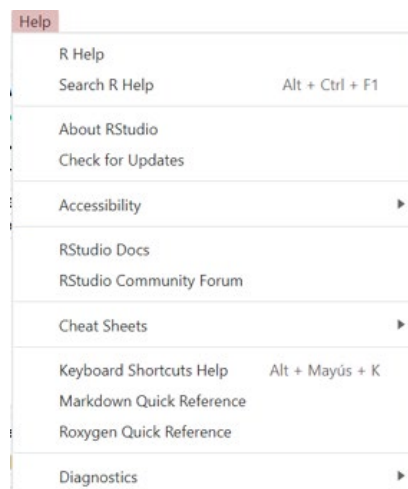 Help
R Help
Search R Help Alt + Ctrl + F1
About RStudio
Check for Updates
Accessibility
RStudio Docs
RStudio Community Forum
Cheat Sheets
Keyboard Shortcuts Help Alt + Mayús + K
Markdown Quick Reference
Roxygen Quick Reference
Diagnostics